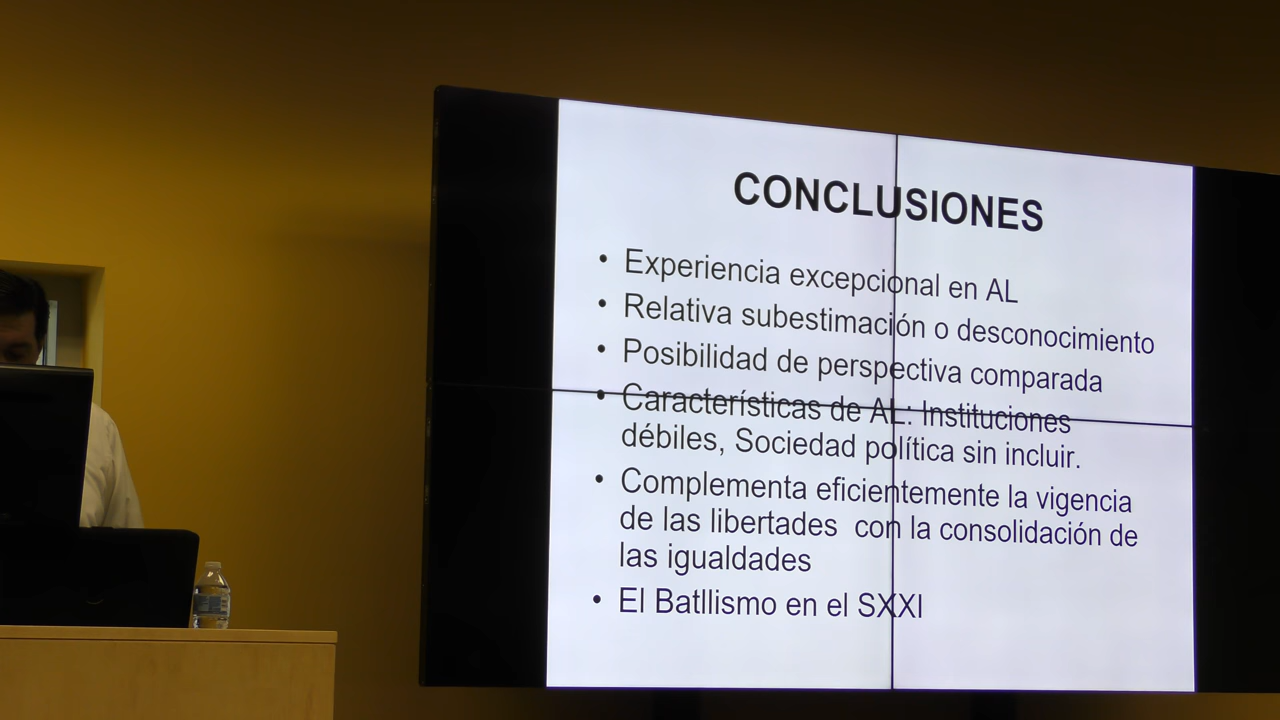 CONCLUSIONES
• Experiencia excepcional en AL
• Relativa subestimación o desconocimiento
• Posibilidad de perspectiva comparada
• Características de AL: Instituciones
débiles, Sociedad política sin incluir.
• Complementa eficientemente la vigencia
de las libertades con la consolidación de
las igualdades
• El Batllismo en el SXXI